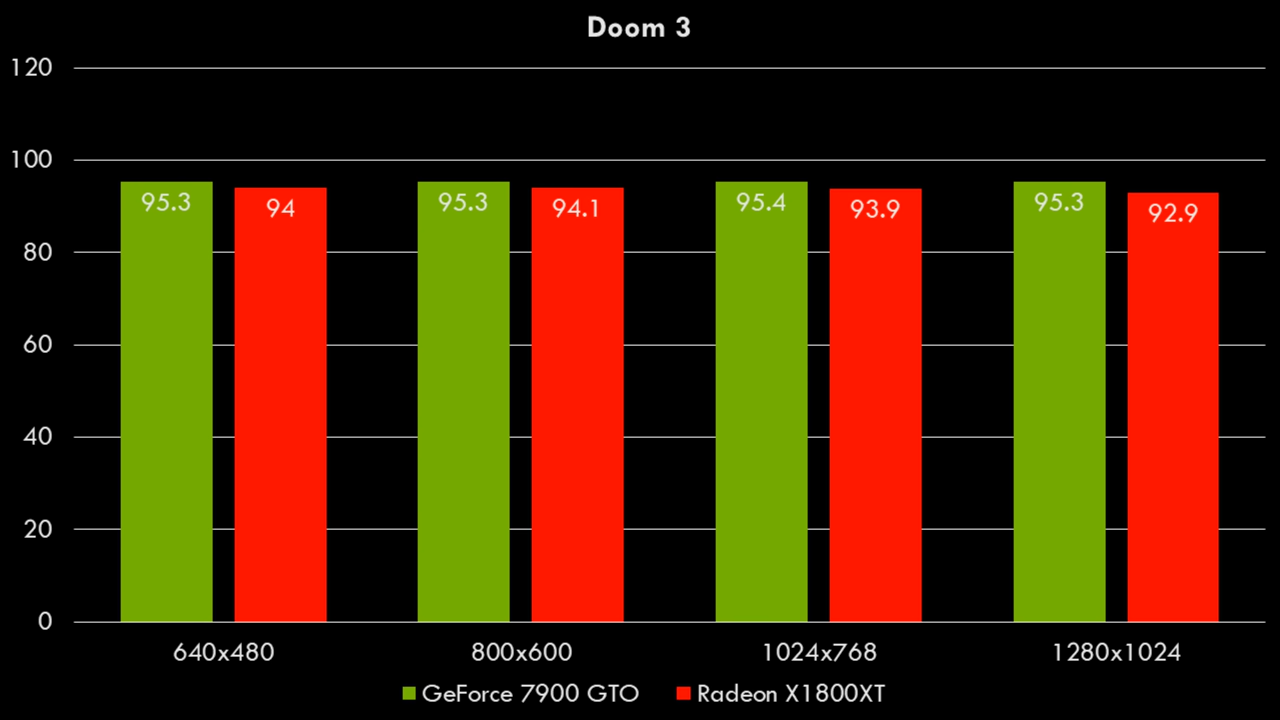 Doom 3
120
100
80
60
40
20
0
95.3 94 95.3 94.1 95.4 93.9 95.3 92.9
640x480 800x600 1024x768 1280x1024
GeForce 7900 GTO Radeon X1800XT